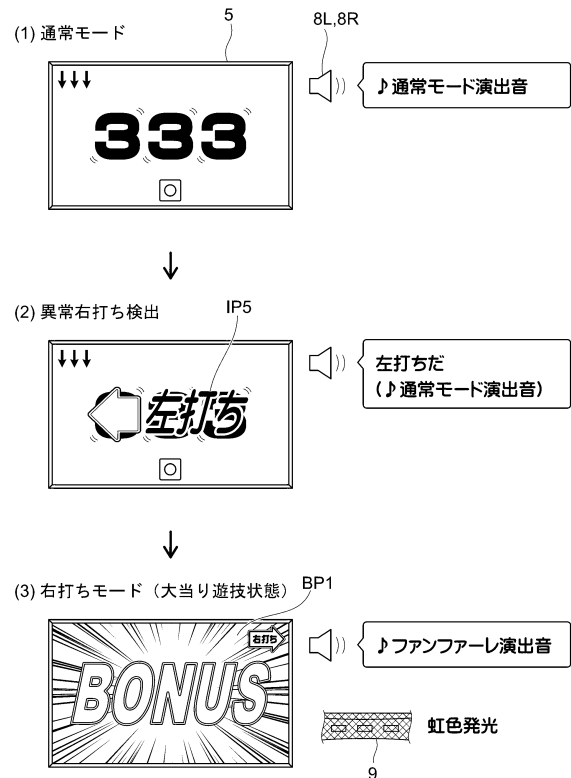 (1) 通常モード
5
8L,8R
↓↓↓
333
♪通常モード演出音
↓
(2) 異常右打ち検出
IP5
↓↓↓
左打ち
左打ちだ
(♪通常モード演出音)
↓
(3) 右打ちモード（大当り遊技状態）
BP1
右打ち
BONUS
♪ファンファーレ演出音
虹色発光
9